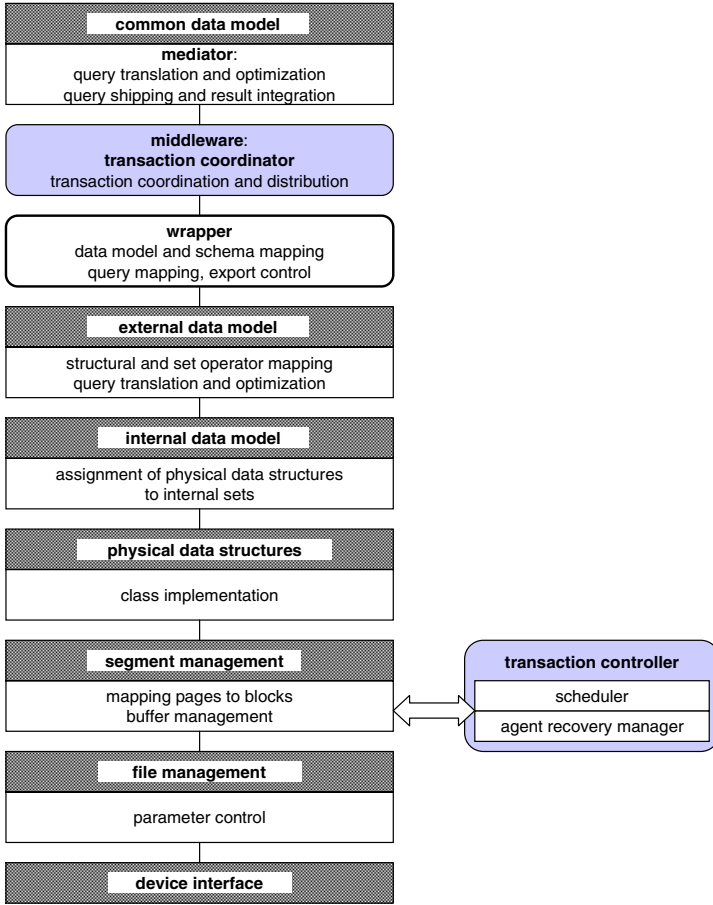 common data model
mediator:
query translation and optimization
query shipping and result integration
middleware:
transaction coordinator
transaction coordination and distribution
wrapper
data model and schema mapping
query mapping, export control
external data model
structural and set operator mapping
query translation and optimization
internal data model
assignment of physical data structures
to internal sets
physical data structures
class implementation
segment management
mapping pages to blocks
buffer management
transaction controller
scheduler
agent recovery manager
file management
parameter control
device interface